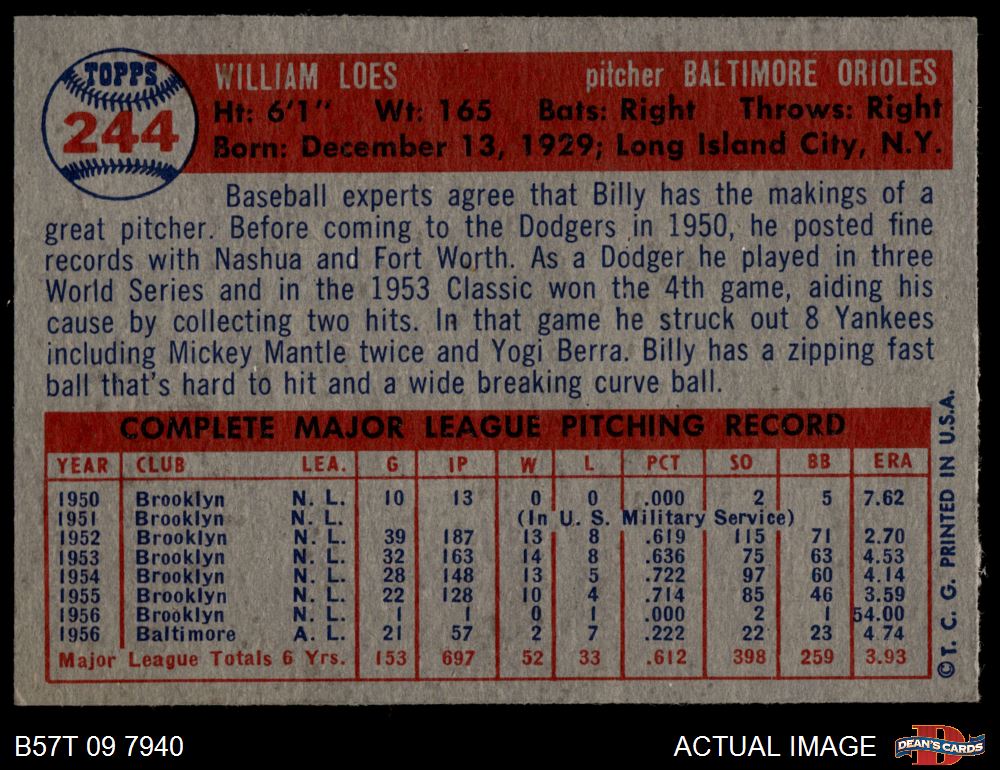 TOPPS
244
WILLIAM LOES pitcher BALTIMORE ORIOLES
Ht: 6'1" Wt: 165 Bats: Right Throws: Right
Born: December 13, 1929; Long Island City, N.Y.
Baseball experts agree that Billy has the makings of a
great pitcher. Before coming to the Dodgers in 1950, he posted fine
records with Nashua and Fort Worth. As a Dodger he played in three
World Series and in the 1953 Classic won the 4th game, aiding his
cause by collecting two hits. In that game he struck out 8 Yankees
including Mickey Mantle twice and Yogi Berra. Billy has a zipping fast
ball that's hard to hit and a wide breaking curve ball.
COMPLETE MAJOR LEAGUE PITCHING RECORD
YEAR CLUB LEA. G IP W L PCT SO BB ERA
1950 Brooklyn N. L. 10 13 0 0 .000 2 5 7.62
1951 Brooklyn N. L. (In U. S. Military Service)
1952 Brooklyn N. L. 39 187 13 8 .619 115 71 2.70
1953 Brooklyn N. L. 32 163 14 8 .636 75 63 4.53
1954 Brooklyn N. L. 28 148 13 5 .722 97 60 4.14
1955 Brooklyn N. L. 22 128 10 4 .714 85 46 3.59
1956 Brooklyn N. L. 1 1 0 1 .000 2 1 54.00
1956 Baltimore A. L. 21 57 2 7 .222 22 23 4.74
Major League Totals 6 Yrs. 153 697 52 33 .612 398 259 3.93
©T. C. G. PRINTED IN U.S.A.
B57T 09 7940 ACTUAL IMAGE
DEAN'S CARDS